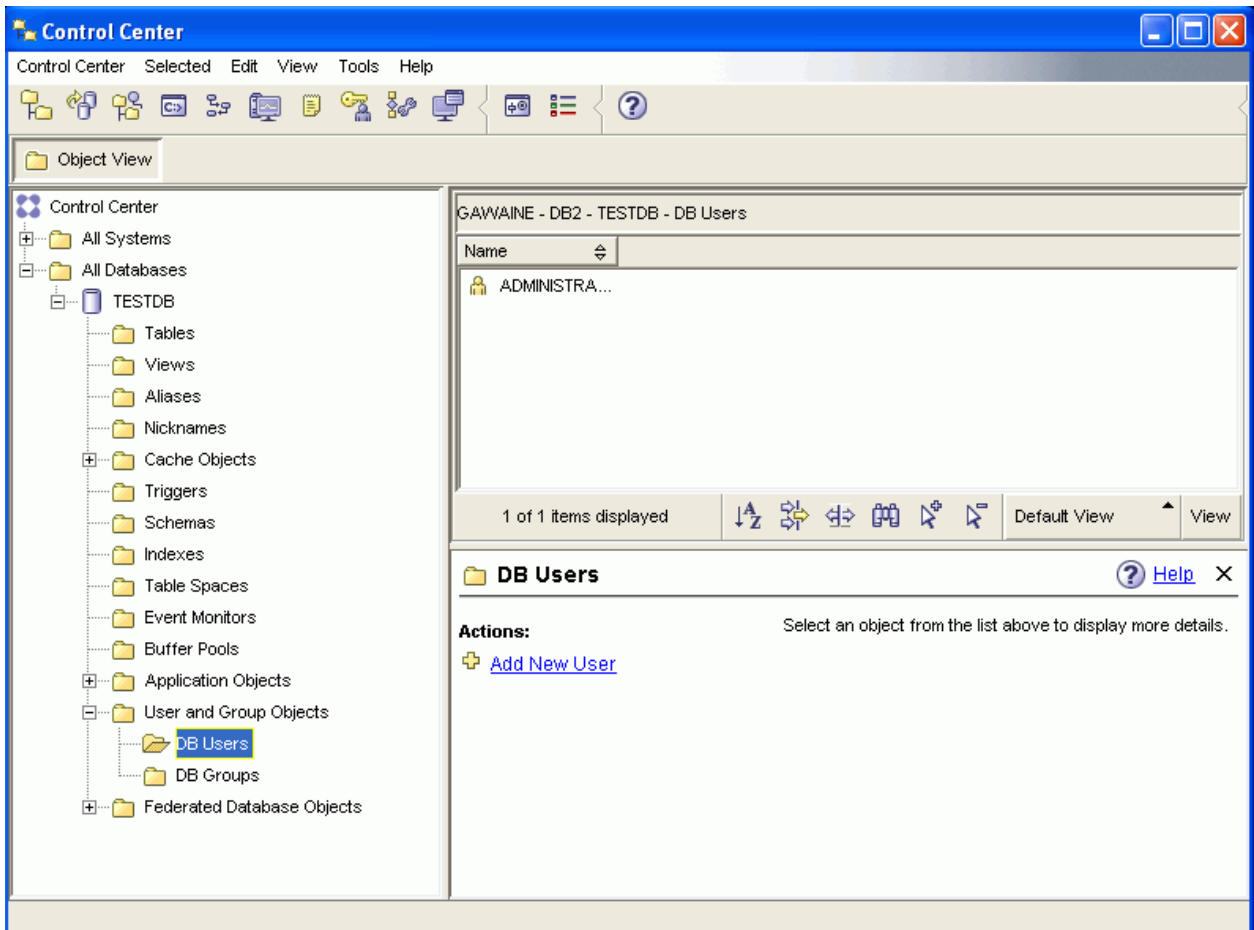 Control Center
Control Center Selected Edit View Tools Help
Object View
Control Center
All Systems
All Databases
TESTDB
Tables
Views
Aliases
Nicknames
Cache Objects
Triggers
Schemas
Indexes
Table Spaces
Event Monitors
Buffer Pools
Application Objects
User and Group Objects
DB Users
DB Groups
Federated Database Objects
GAWAINE - DB2 - TESTDB - DB Users
Name
ADMINISTRA...
1 of 1 items displayed
Default View
View
DB Users
Help
Actions:
Select an object from the list above to display more details.
Add New User